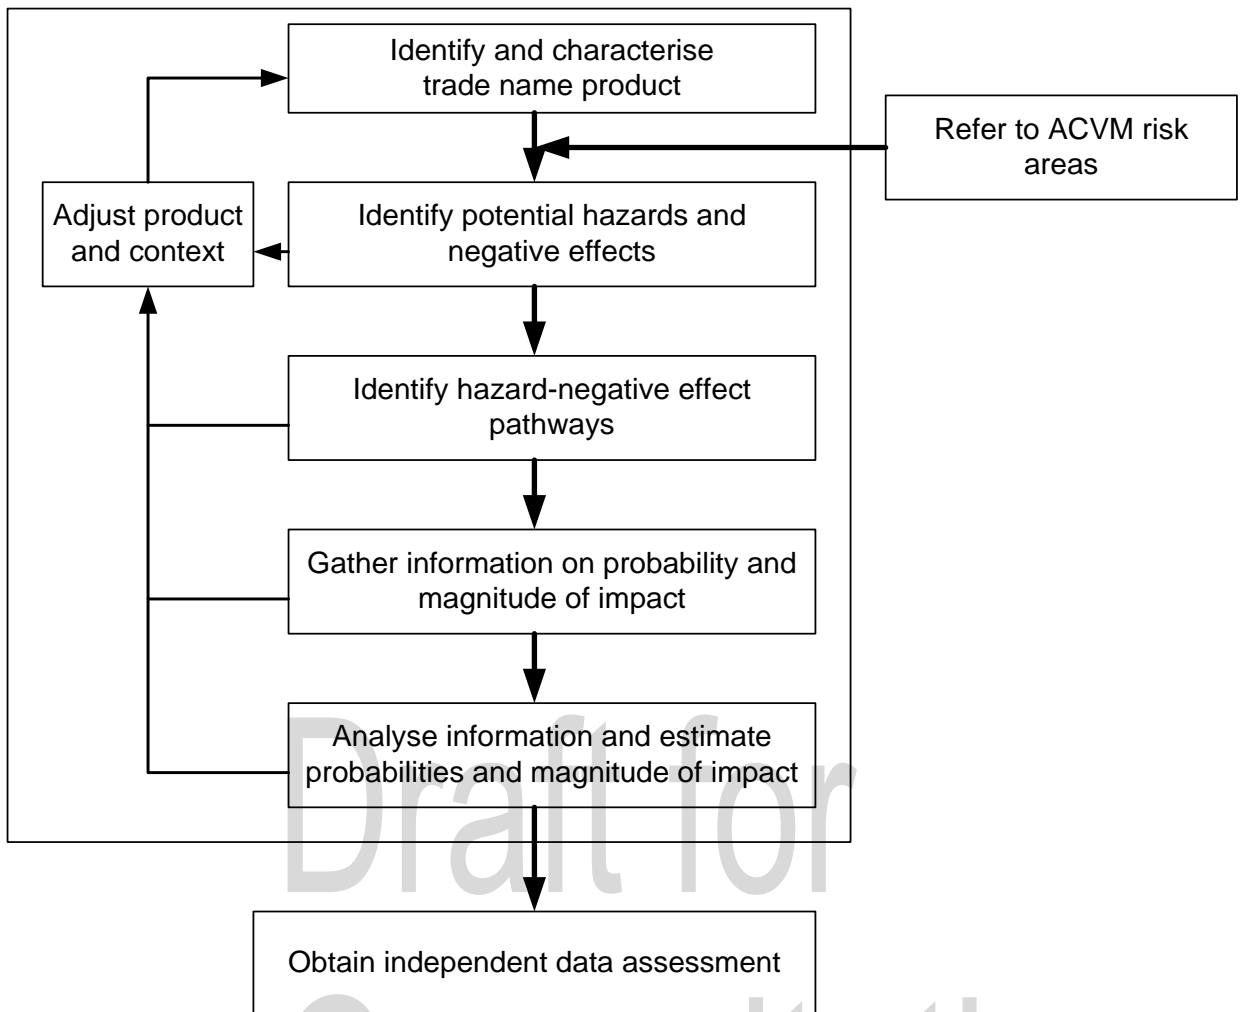 Identify and characterise
trade name product
Refer to ACVM risk
areas
Adjust product
and context
Identify potential hazards and
negative effects
Identify hazard-negative effect
pathways
Gather information on probability and
magnitude of impact
Analyse information and estimate
probabilities and magnitude of impact
Draft for
Obtain independent data assessment